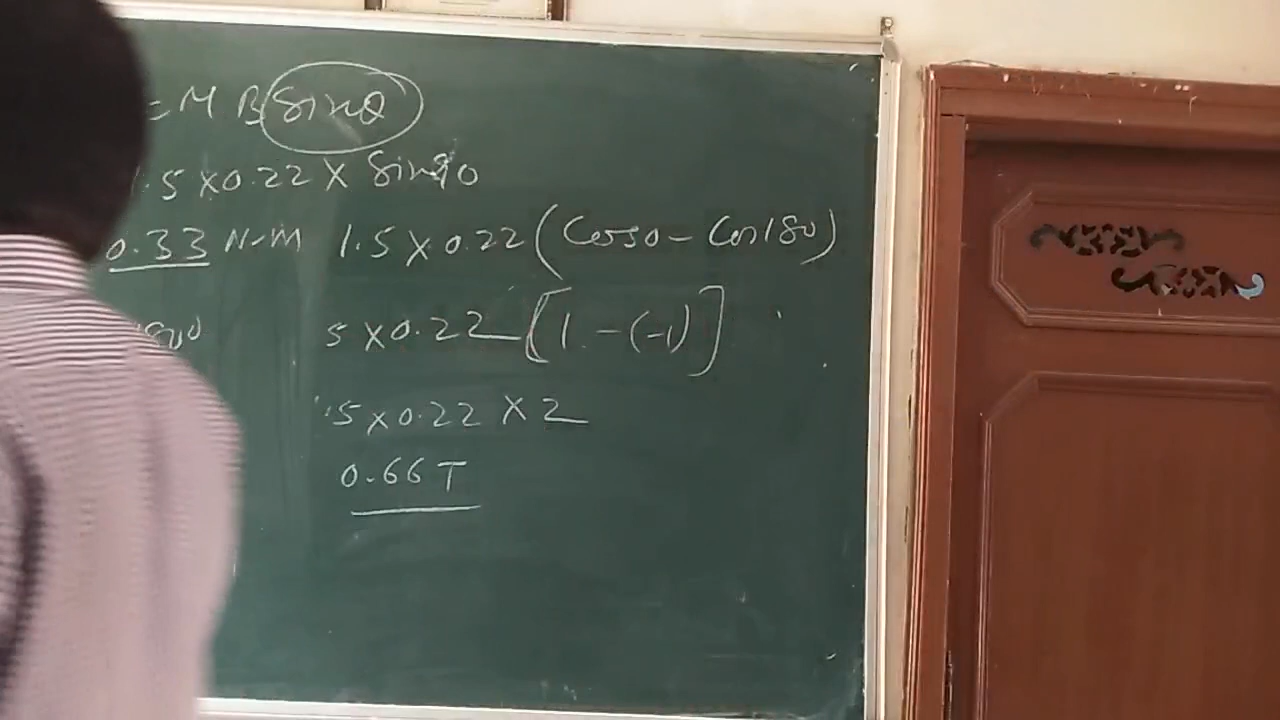 = M B Sinθ
1.5 × 0.22 × Sin90
0.33 N-M
1.5 × 0.22 (Cos0 - Cos180)
5 × 0.22 [1 - (-1)]
.5 × 0.22 × 2
0.66 T